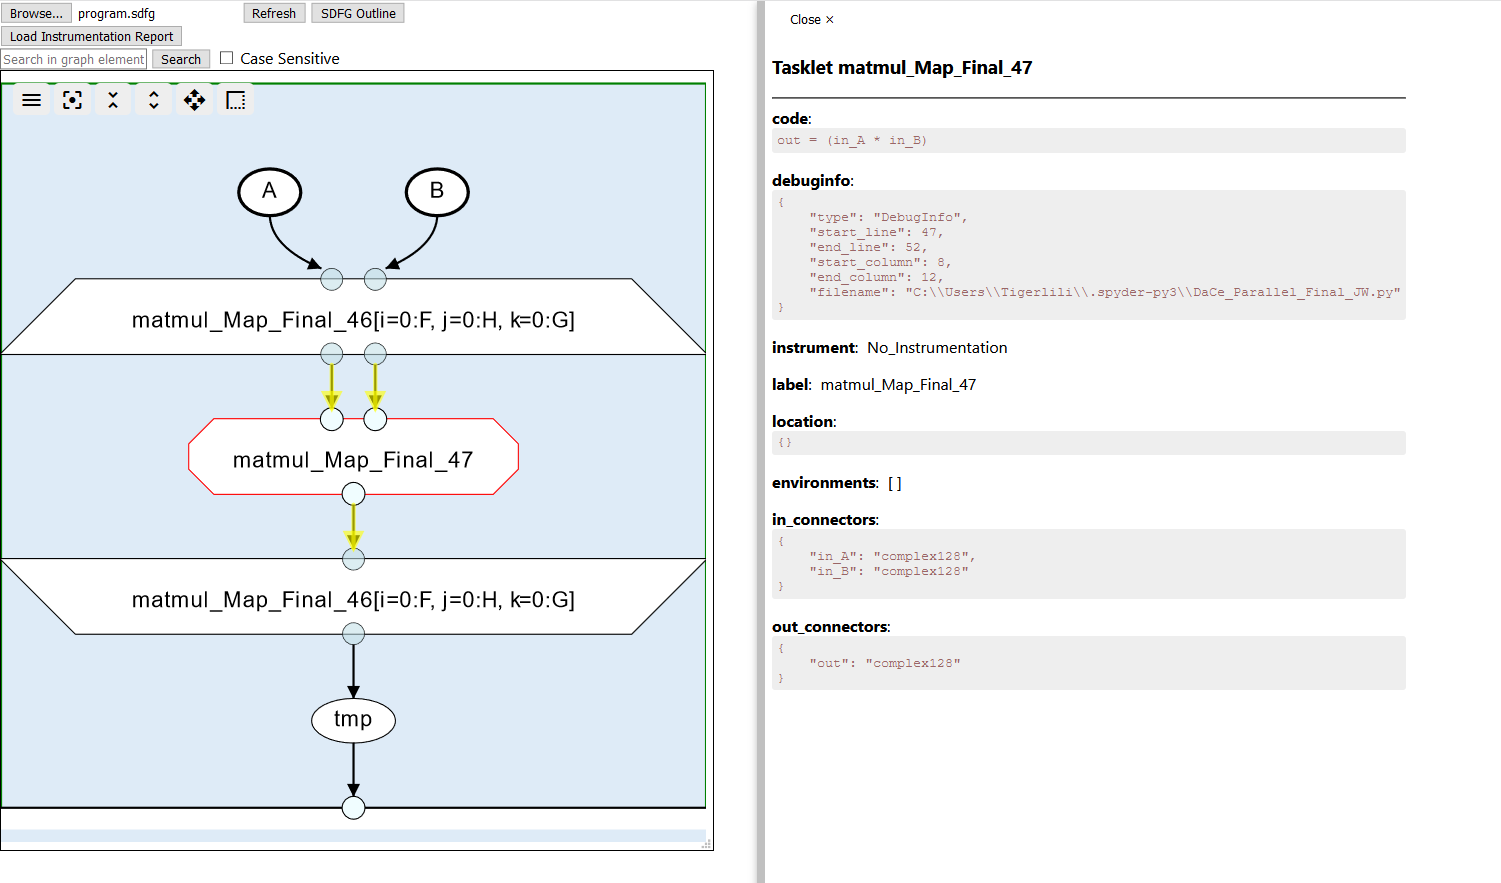 Browse... program.sdfg Refresh SDFG Outline
Load Instrumentation Report
Search in graph element Search Case Sensitive
A B
matmul_Map_Final_46[i=0:F, j=0:H, k=0:G]
matmul_Map_Final_47
matmul_Map_Final_46[i=0:F, j=0:H, k=0:G]
tmp
Close ×
Tasklet matmul_Map_Final_47
code:
out = (in_A * in_B)
debuginfo:
{
    "type": "DebugInfo",
    "start_line": 47,
    "end_line": 52,
    "start_column": 8,
    "end_column": 12,
    "filename": "C:\\Users\\Tigerlili\\.spyder-py3\\DaCe_Parallel_Final_JW.py"
}
instrument: No_Instrumentation
label: matmul_Map_Final_47
location:
{}
environments: [ ]
in_connectors:
{
    "in_A": "complex128",
    "in_B": "complex128"
}
out_connectors:
{
    "out": "complex128"
}